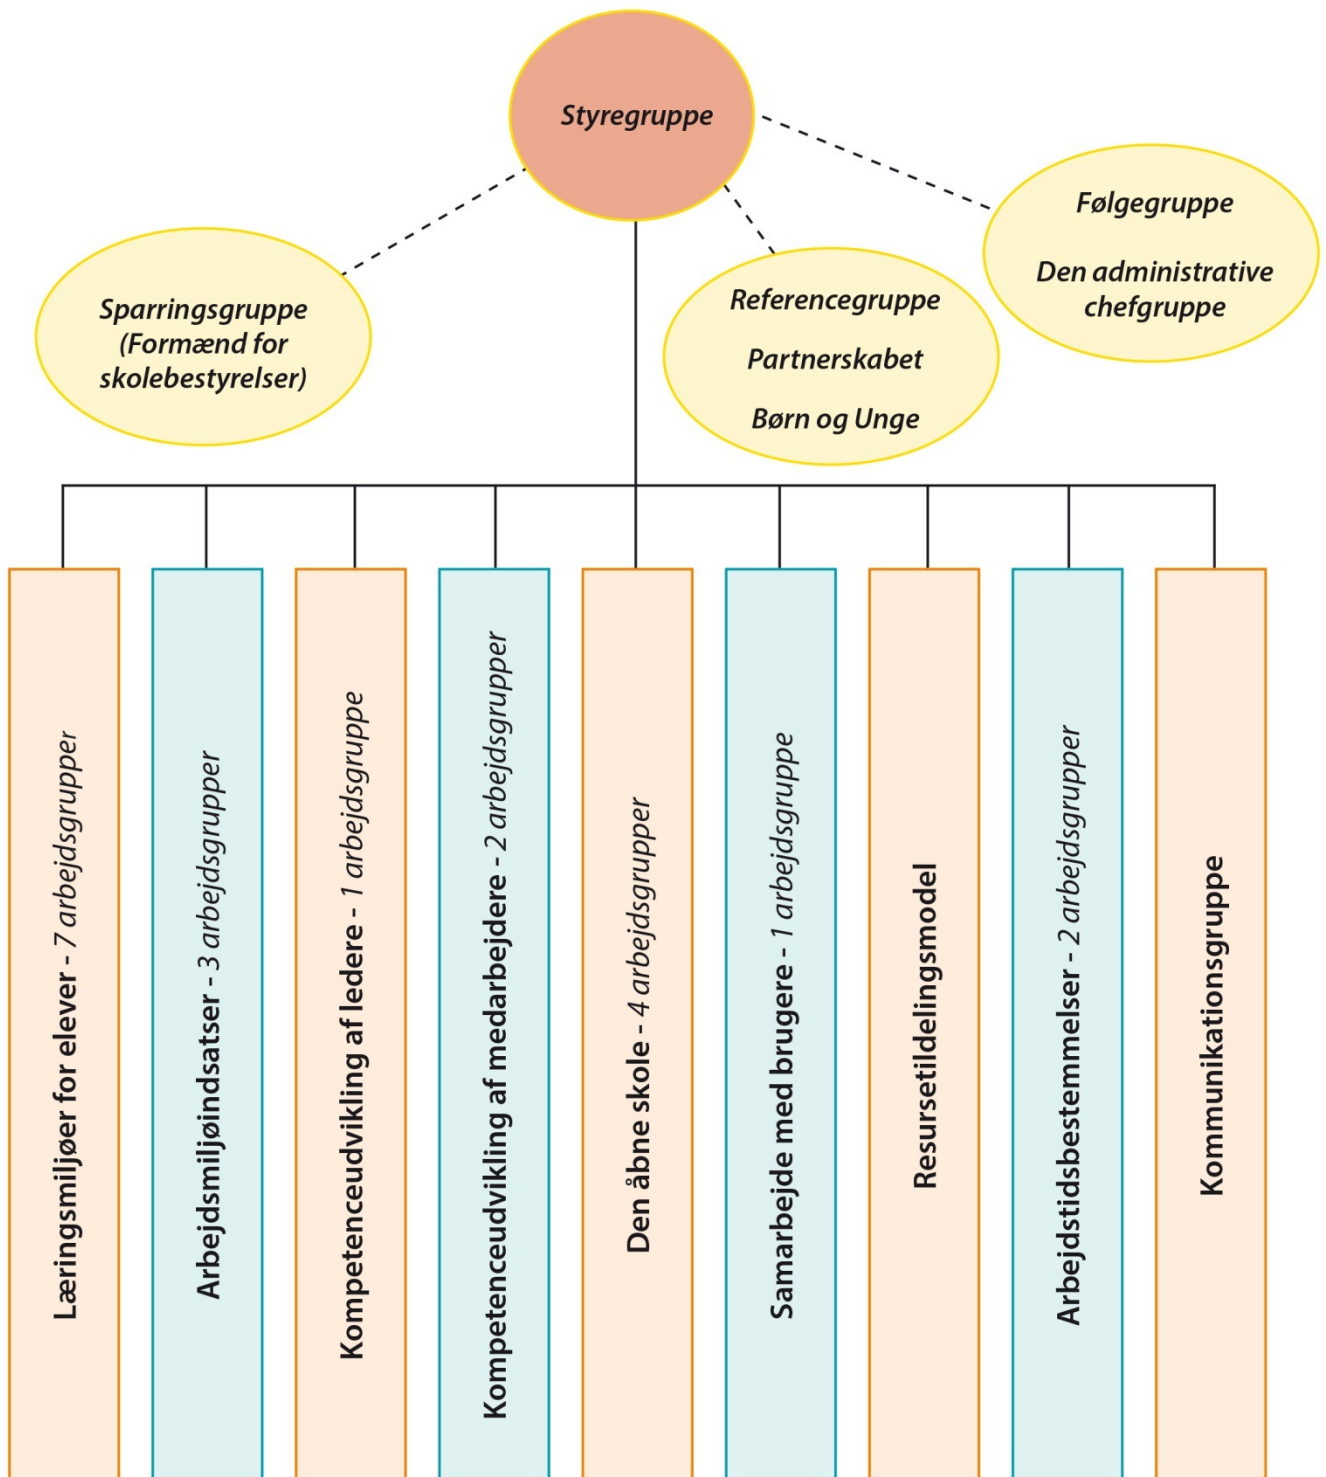 Styregruppe
Følgegruppe
Den administrative
chefgruppe
Sparringsgruppe
(Formænd for
skolebestyrelser)
Referencegruppe
Partnerskabet
Børn og Unge
Læringsmiljøer for elever - 7 arbejdsgrupper
Arbejdsmiljøindsatser - 3 arbejdsgrupper
Kompetenceudvikling af ledere - 1 arbejdsgruppe
Kompetenceudvikling af medarbejdere - 2 arbejdsgrupper
Den åbne skole - 4 arbejdsgrupper
Samarbejde med brugere - 1 arbejdsgruppe
Resursetildelingsmodel
Arbejdstidsbestemmelser - 2 arbejdsgrupper
Kommunikationsgruppe